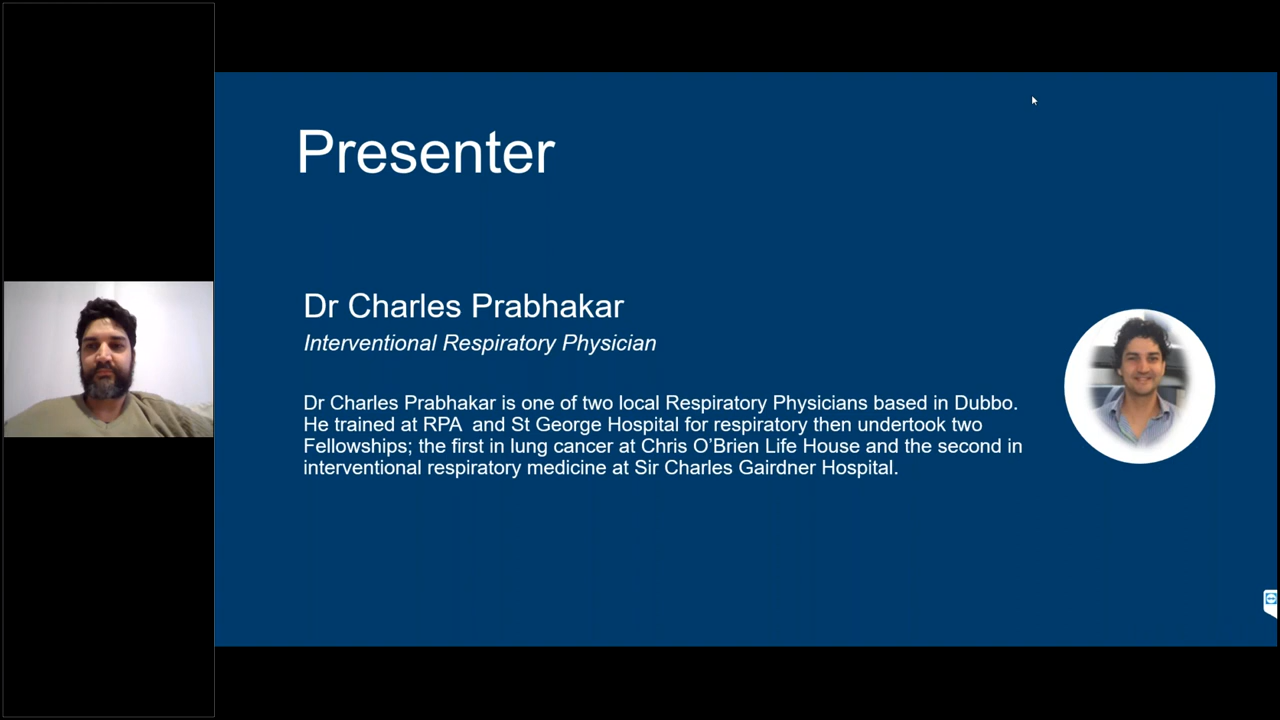 Presenter
Dr Charles Prabhakar
Interventional Respiratory Physician
Dr Charles Prabhakar is one of two local Respiratory Physicians based in Dubbo.
He trained at RPA  and St George Hospital for respiratory then undertook two
Fellowships; the first in lung cancer at Chris O’Brien Life House and the second in
interventional respiratory medicine at Sir Charles Gairdner Hospital.